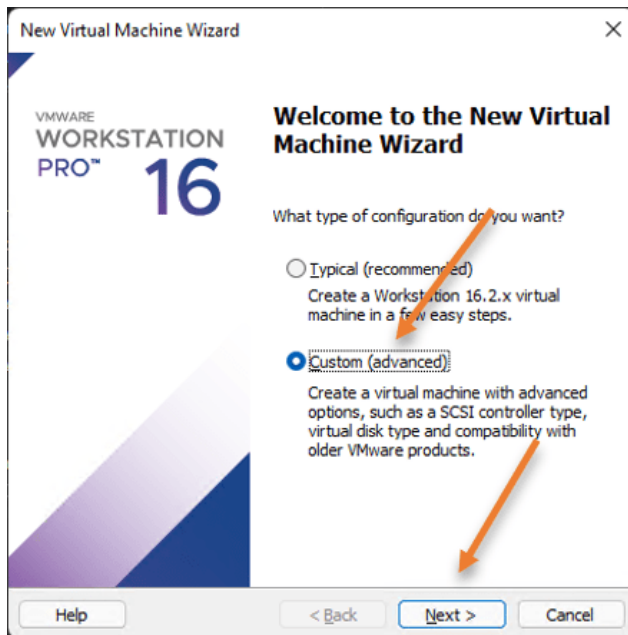 New Virtual Machine Wizard
VMWARE
WORKSTATION
PRO™ 16
Welcome to the New Virtual
Machine Wizard
What type of configuration do you want?
Typical (recommended)
Create a Workstation 16.2.x virtual
machine in a few easy steps.
Custom (advanced)
Create a virtual machine with advanced
options, such as a SCSI controller type,
virtual disk type and compatibility with
older VMware products.
Help
< Back
Next >
Cancel